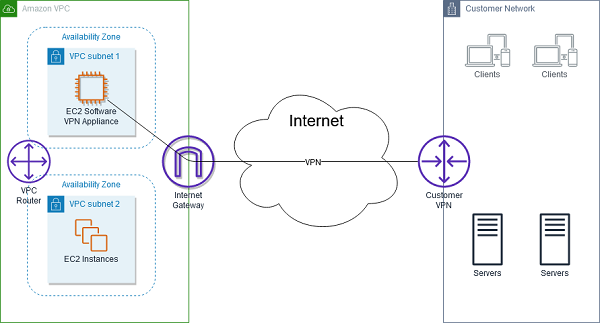 Amazon VPC
Customer Network
Availability Zone
VPC subnet 1
EC2 Software
VPN Appliance
VPC
Router
Availability Zone
VPC subnet 2
EC2 Instances
Internet
Gateway
Internet
VPN
Customer
VPN
Clients
Clients
Servers
Servers